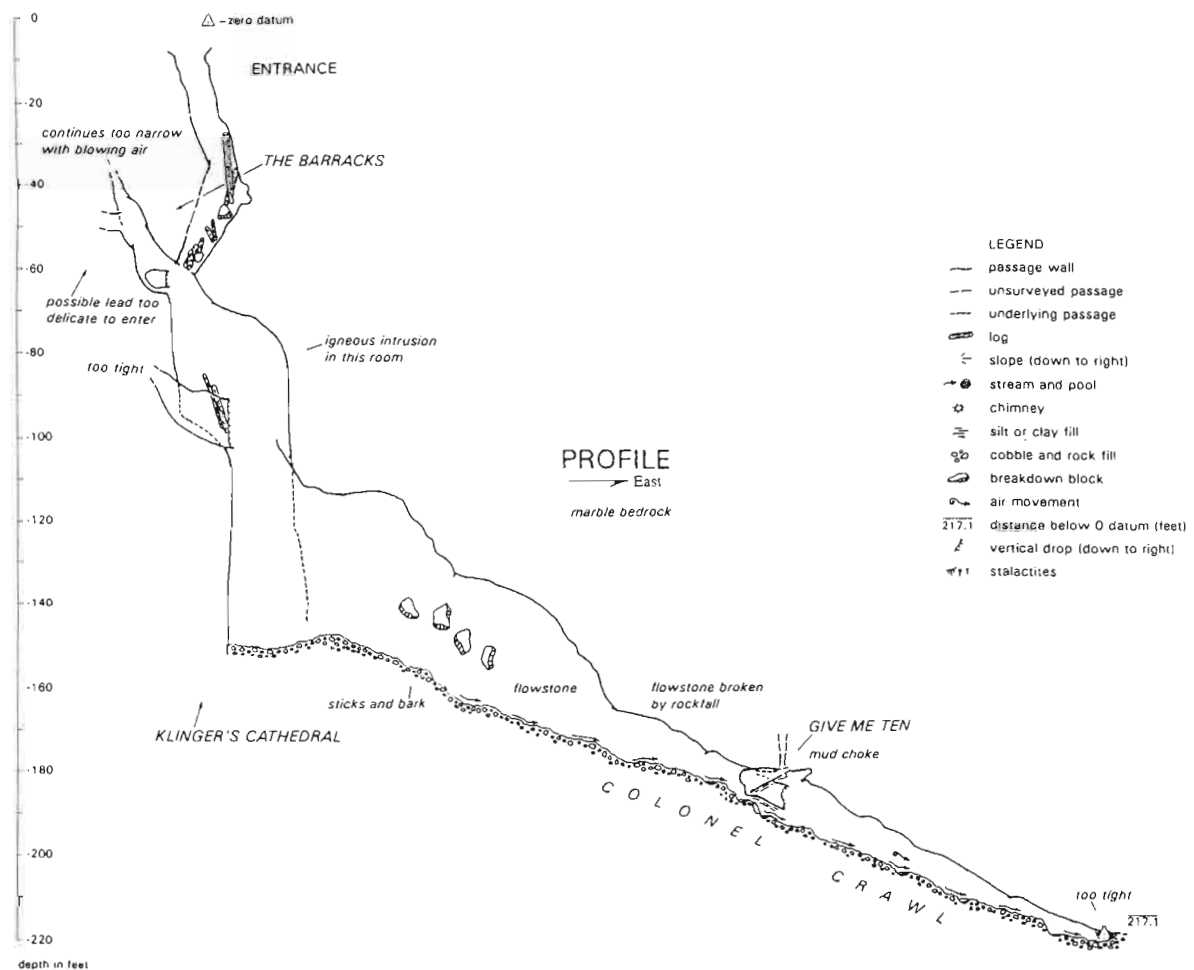 0
△ - zero datum
ENTRANCE
-20
continues too narrow
with blowing air
THE BARRACKS
-40
-60
possible lead too
delicate to enter
igneous intrusion
in this room
-80
too tight
-100
PROFILE
East
marble bedrock
-120
-140
-160
sticks and bark
flowstone
flowstone broken
by rockfall
KLINGER'S CATHEDRAL
GIVE ME TEN
mud choke
-180
COLONEL
CRAWL
-200
too tight
217.1
-220
depth in feet
LEGEND
passage wall
unsurveyed passage
underlying passage
log
slope (down to right)
stream and pool
chimney
silt or clay fill
cobble and rock fill
breakdown block
air movement
217.1 distance below 0 datum (feet)
vertical drop (down to right)
stalactites